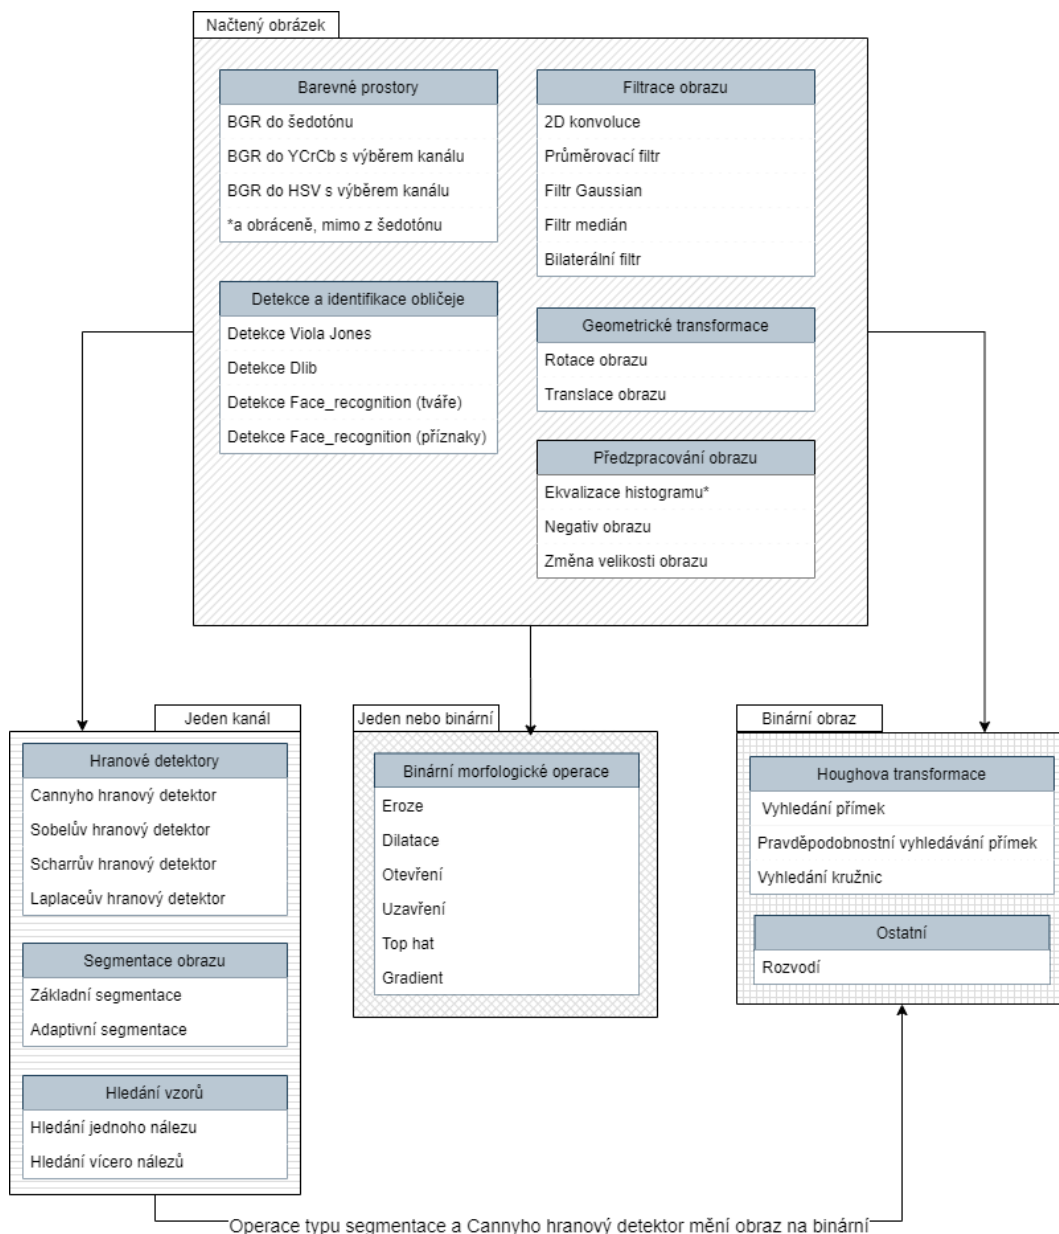 Načtený obrázek
Barevné prostory
BGR do šedotónu
BGR do YCrCb s výběrem kanálu
BGR do HSV s výběrem kanálu
*a obráceně, mimo z šedotónu
Detekce a identifikace obličeje
Detekce Viola Jones
Detekce Dlib
Detekce Face_recognition (tváře)
Detekce Face_recognition (příznaky)
Filtrace obrazu
2D konvoluce
Průměrovací filtr
Filtr Gaussian
Filtr medián
Bilaterální filtr
Geometrické transformace
Rotace obrazu
Translace obrazu
Předzpracování obrazu
Ekvalizace histogramu*
Negativ obrazu
Změna velikosti obrazu
Jeden kanál
Hranové detektory
Cannyho hranový detektor
Sobelův hranový detektor
Scharrův hranový detektor
Laplaceův hranový detektor
Segmentace obrazu
Základní segmentace
Adaptivní segmentace
Hledání vzorů
Hledání jednoho nálezu
Hledání vícero nálezů
Jeden nebo binární
Binární morfologické operace
Eroze
Dilatace
Otevření
Uzavření
Top hat
Gradient
Binární obraz
Houghova transformace
Vyhledání přímek
Pravděpodobnostní vyhledávání přímek
Vyhledání kružnic
Ostatní
Rozvodí
Operace typu segmentace a Cannyho hranový detektor mění obraz na binární